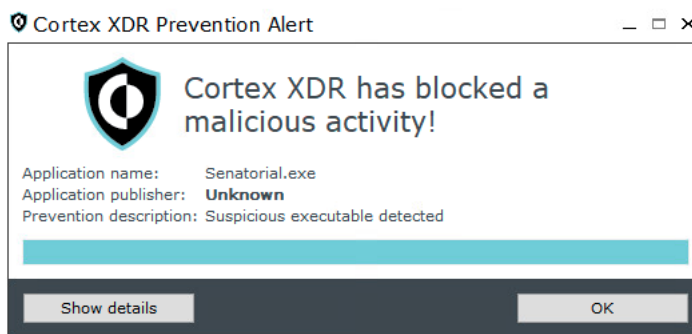 Cortex XDR Prevention Alert
Cortex XDR has blocked a
malicious activity!
Application name: Senatorial.exe
Application publisher: Unknown
Prevention description: Suspicious executable detected
Show details OK